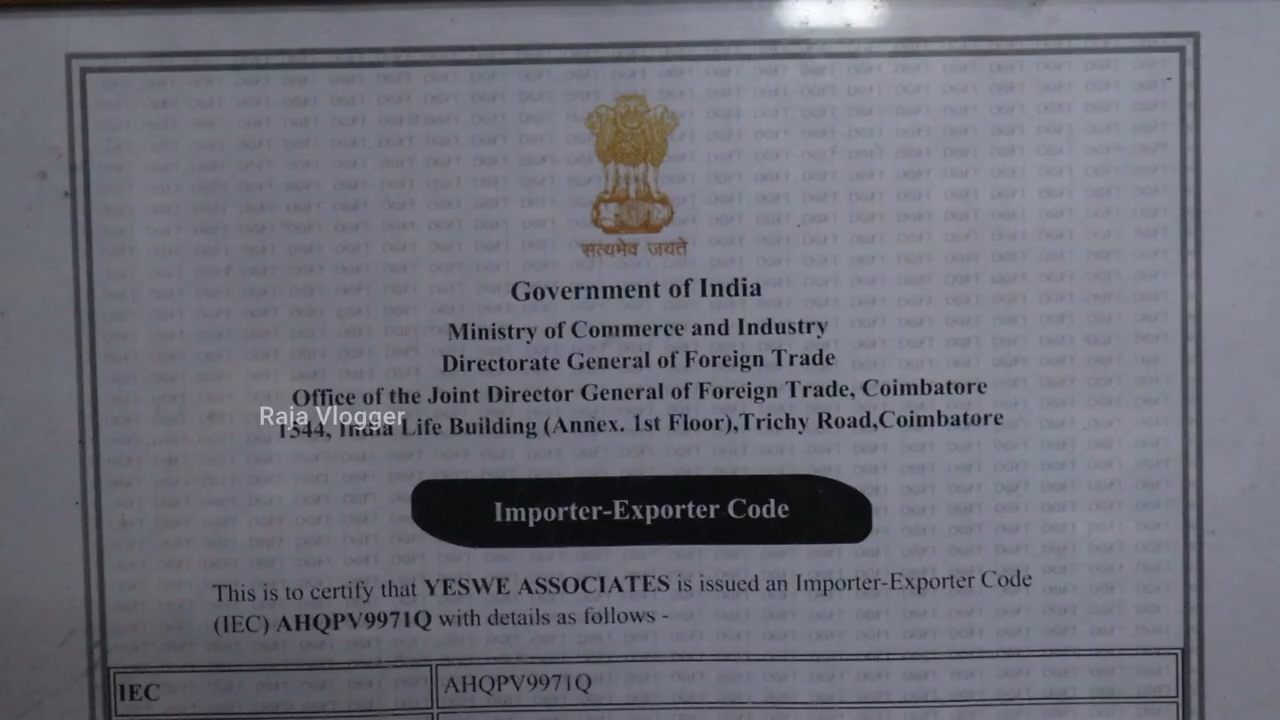 सत्यमेव जयते
Government of India
Ministry of Commerce and Industry
Directorate General of Foreign Trade
Office of the Joint Director General of Foreign Trade, Coimbatore
Raja Vlogger
1544, India Life Building (Annex. 1st Floor),Trichy Road,Coimbatore
Importer-Exporter Code
This is to certify that YESWE ASSOCIATES is issued an Importer-Exporter Code
(IEC) AHQPV9971Q with details as follows -
IEC
AHQPV9971Q